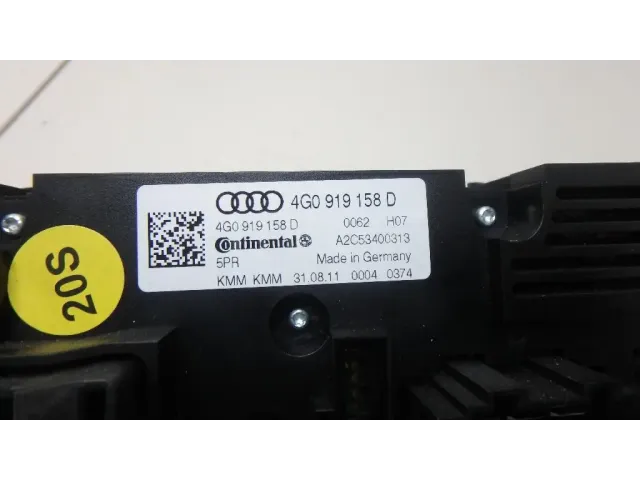 4G0 919 158 D
4G0 919 158 D 0062 H07
Continental A2C53400313
5PR Made in Germany
KMM KMM 31.08.11 0004 0374
20S